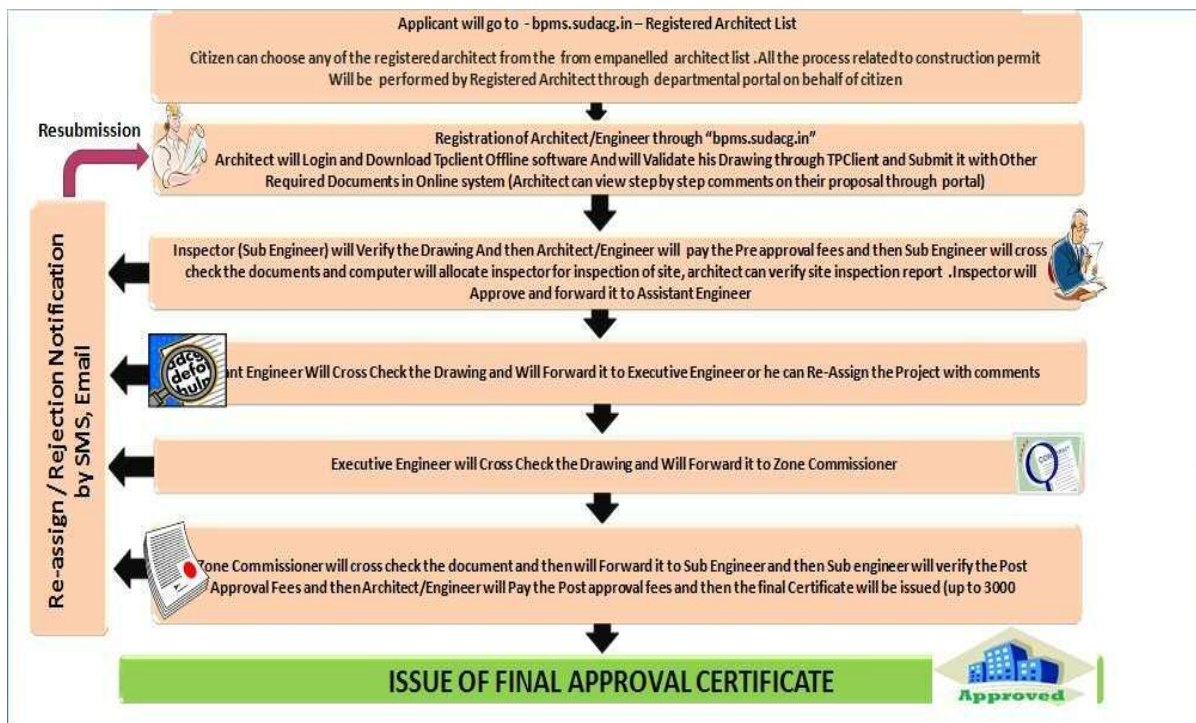 Applicant will go to - bpms.sudacg.in – Registered Architect List
Citizen can choose any of the registered architect from the from empanelled architect list .All the process related to construction permit
Will be performed by Registered Architect through departmental portal on behalf of citizen
Resubmission
Registration of Architect/Engineer through “bpms.sudacg.in”
Architect will Login and Download Tpclient Offline software And will Validate his Drawing through TPClient and Submit it with Other
Required Documents in Online system (Architect can view step by step comments on their proposal through portal)
Inspector (Sub Engineer) will Verify the Drawing And then Architect/Engineer will pay the Pre approval fees and then Sub Engineer will cross
check the documents and computer will allocate inspector for inspection of site, architect can verify site inspection report .Inspector will
Approve and forward it to Assistant Engineer
Re-assign / Rejection Notification
by SMS, Email
ant Engineer Will Cross Check the Drawing and Will Forward it to Executive Engineer or he can Re-Assign the Project with comments
Executive Engineer will Cross Check the Drawing and Will Forward it to Zone Commissioner
Zone Commissioner will cross check the document and then will Forward it to Sub Engineer and then Sub engineer will verify the Post
Approval Fees and then Architect/Engineer will Pay the Post approval fees and then the final Certificate will be issued (up to 3000
ISSUE OF FINAL APPROVAL CERTIFICATE
Approved